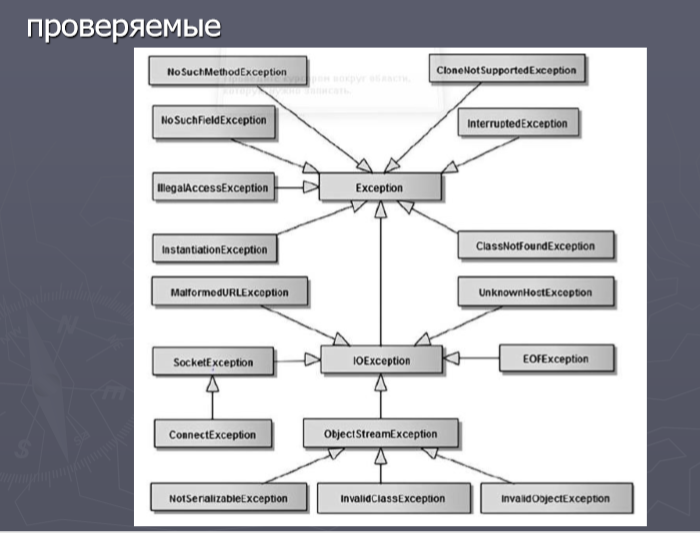 проверяемые
NoSuchMethodException
CloneNotSupportedException
NoSuchFieldException
InterruptedException
IllegalAccessException
Exception
InstantiationException
ClassNotFoundException
MalformedURLException
UnknownHostException
SocketException
IOException
EOFException
ConnectException
ObjectStreamException
NotSerializableException
InvalidClassException
InvalidObjectException